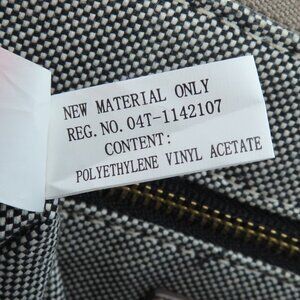 NEW MATERIAL ONLY
REG. NO. 04T-1142107
CONTENT:
POLYETHYLENE VINYL ACETATE